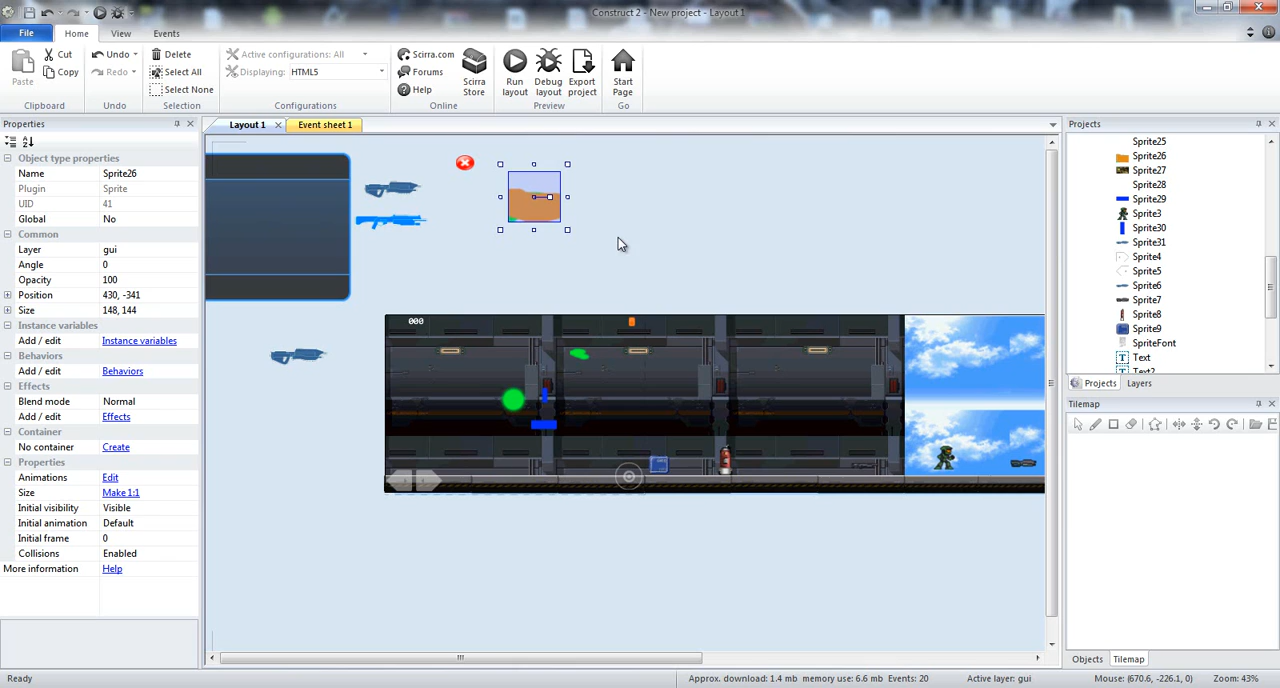 Construct 2 - New project - Layout 1
File Home View Events
Paste
Cut
Copy
Clipboard
Undo
Redo
Undo
Delete
Select All
Select None
Selection
Active configurations: All
Displaying: HTML5
Configurations
Scirra.com
Forums
Help
Scirra Store
Online
Run layout
Debug layout
Export project
Preview
Start Page
Go
Properties
Object type properties
Name Sprite26
Plugin Sprite
UID 41
Global No
Common
Layer gui
Angle 0
Opacity 100
Position 430, -341
Size 148, 144
Instance variables
Add / edit Instance variables
Behaviors
Add / edit Behaviors
Effects
Blend mode Normal
Add / edit Effects
Container
No container Create
Properties
Animations Edit
Size Make 1:1
Initial visibility Visible
Initial animation Default
Initial frame 0
Collisions Enabled
More information Help
Layout 1 Event sheet 1
000
Projects
Sprite25
Sprite26
Sprite27
Sprite28
Sprite29
Sprite3
Sprite30
Sprite31
Sprite4
Sprite5
Sprite6
Sprite7
Sprite8
Sprite9
SpriteFont
Text
Text2
Projects Layers
Tilemap
Objects Tilemap
Ready Approx. download: 1.4 mb memory use: 6.6 mb Events: 20 Active layer: gui Mouse: (670.6, -226.1, 0) Zoom: 43%